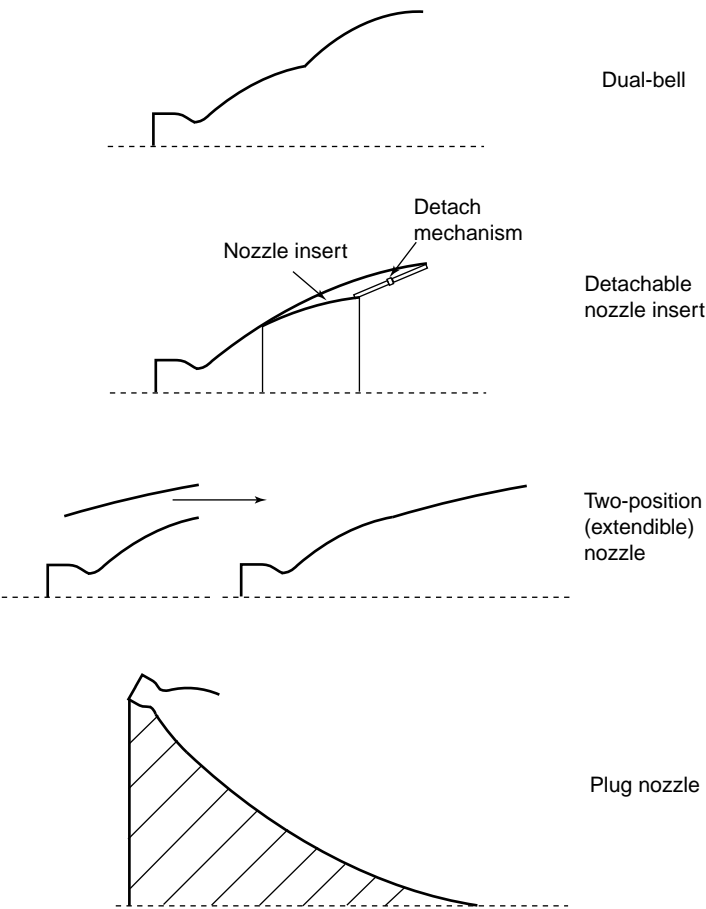 Dual-bell
Detach
mechanism
Nozzle insert
Detachable
nozzle insert
Two-position
(extendible)
nozzle
Plug nozzle